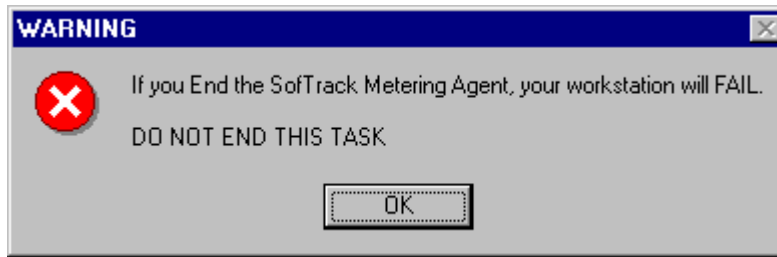 WARNING
If you End the SofTrack Metering Agent, your workstation will FAIL.
DO NOT END THIS TASK
OK